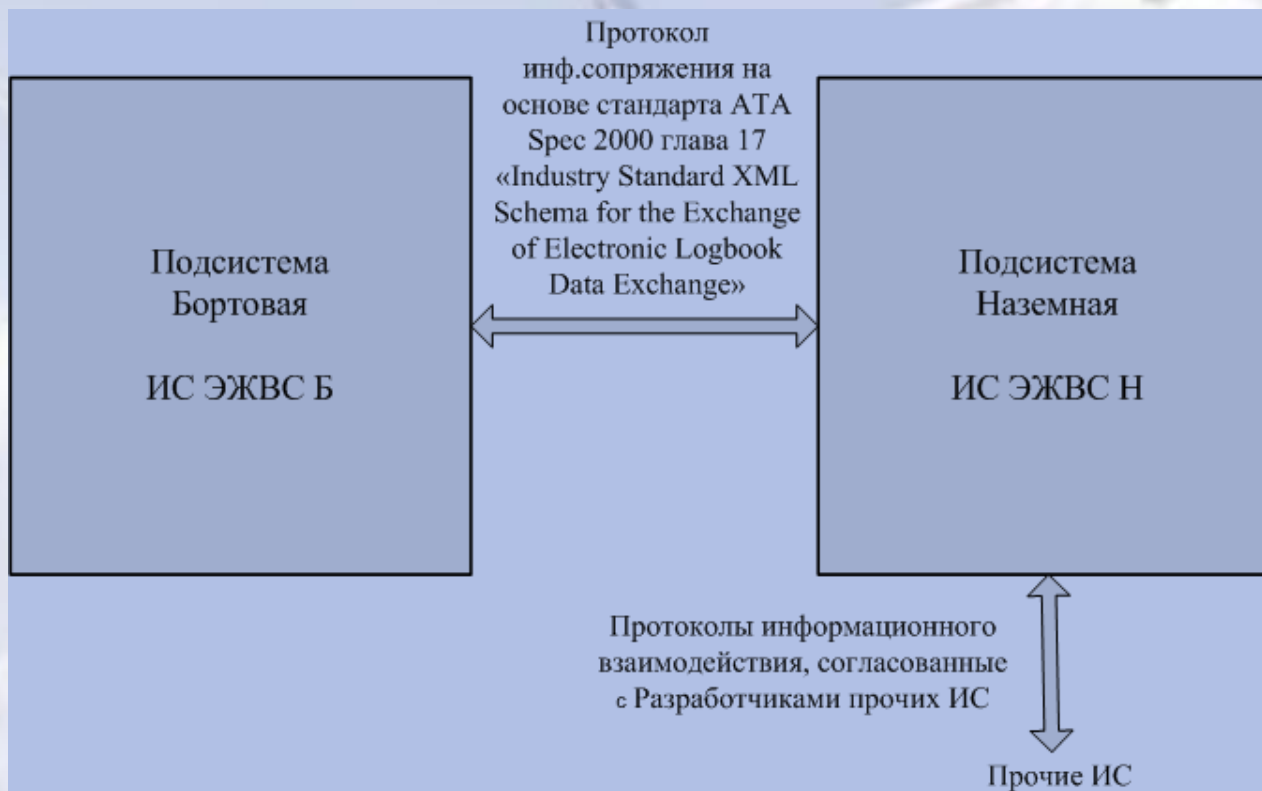 Протокол
инф.сопряжения на
основе стандарта АТА
Spec 2000 глава 17
«Industry Standard XML
Schema for the Exchange
of Electronic Logbook
Data Exchange»
Подсистема
Бортовая
ИС ЭЖВС Б
Подсистема
Наземная
ИС ЭЖВС Н
Протоколы информационного
взаимодействия, согласованные
с Разработчиками прочих ИС
Прочие ИС